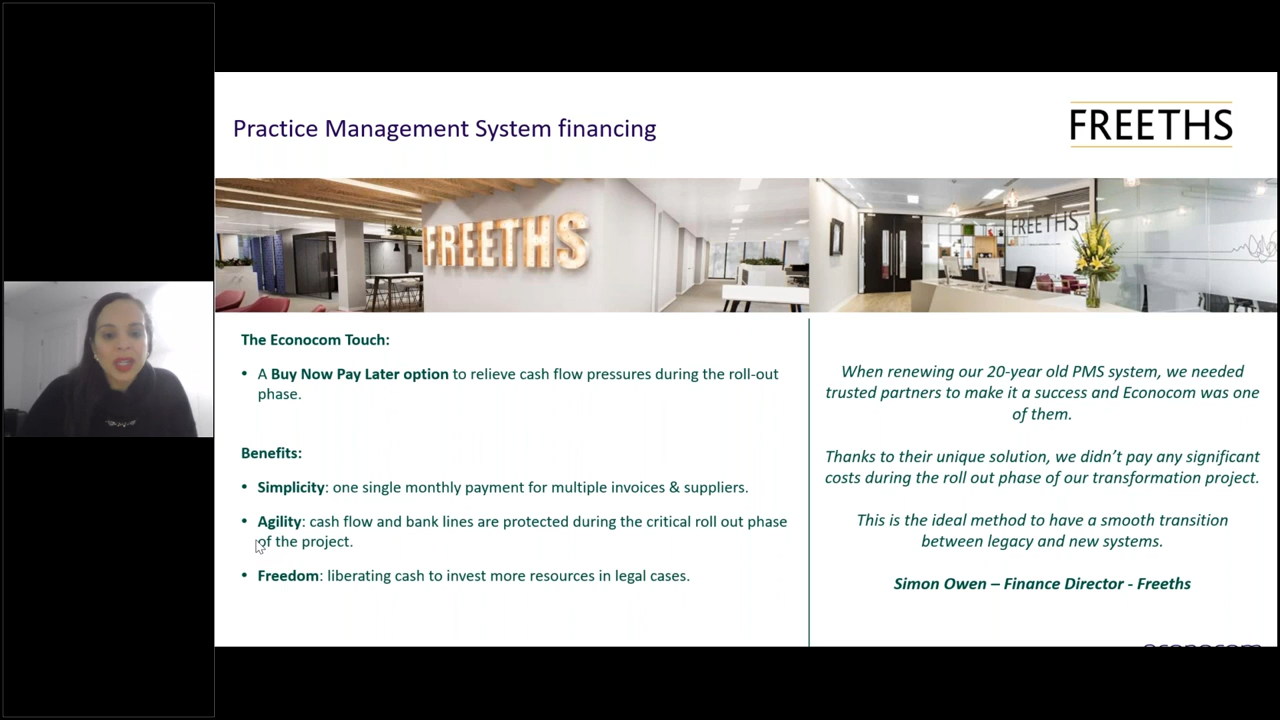 Practice Management System financing
FREETHS
FREETHS
FREETHS
The Econocom Touch:
• A Buy Now Pay Later option to relieve cash flow pressures during the roll-out
phase.
Benefits:
• Simplicity: one single monthly payment for multiple invoices & suppliers.
• Agility: cash flow and bank lines are protected during the critical roll out phase
of the project.
• Freedom: liberating cash to invest more resources in legal cases.
When renewing our 20-year old PMS system, we needed
trusted partners to make it a success and Econocom was one
of them.
Thanks to their unique solution, we didn’t pay any significant
costs during the roll out phase of our transformation project.
This is the ideal method to have a smooth transition
between legacy and new systems.
Simon Owen – Finance Director - Freeths